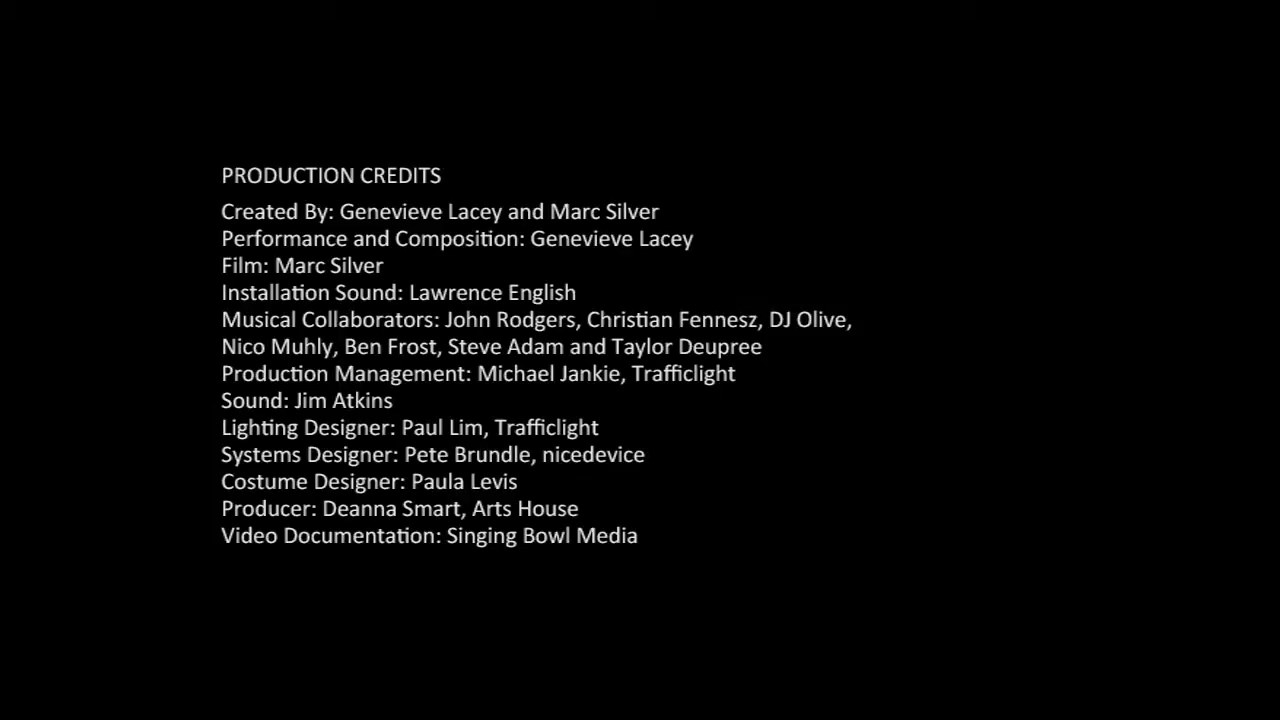 PRODUCTION CREDITS
Created By: Genevieve Lacey and Marc Silver
Performance and Composition: Genevieve Lacey
Film: Marc Silver
Installation Sound: Lawrence English
Musical Collaborators: John Rodgers, Christian Fennesz, DJ Olive,
Nico Muhly, Ben Frost, Steve Adam and Taylor Deupree
Production Management: Michael Jankie, Trafficlight
Sound: Jim Atkins
Lighting Designer: Paul Lim, Trafficlight
Systems Designer: Pete Brundle, nicedevice
Costume Designer: Paula Levis
Producer: Deanna Smart, Arts House
Video Documentation: Singing Bowl Media